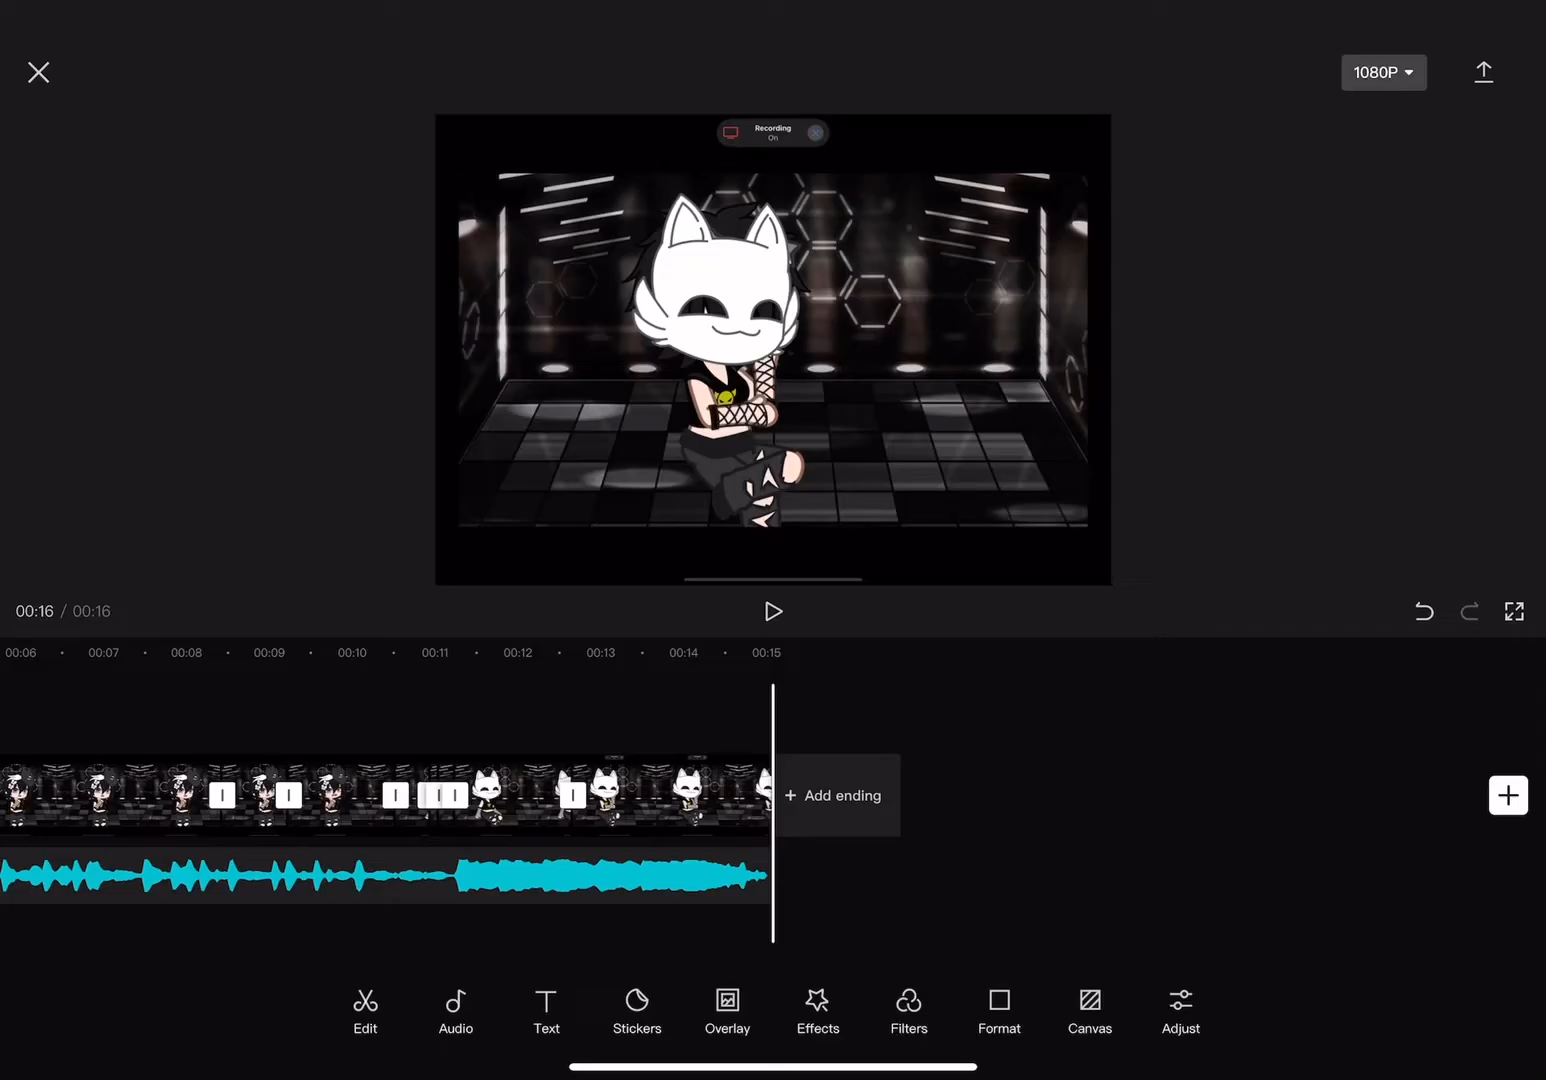 1080P
Recording
On
00:16 / 00:16
00:06 00:07 00:08 00:09 00:10 00:11 00:12 00:13 00:14 00:15
+ Add ending
Edit Audio Text Stickers Overlay Effects Filters Format Canvas Adjust